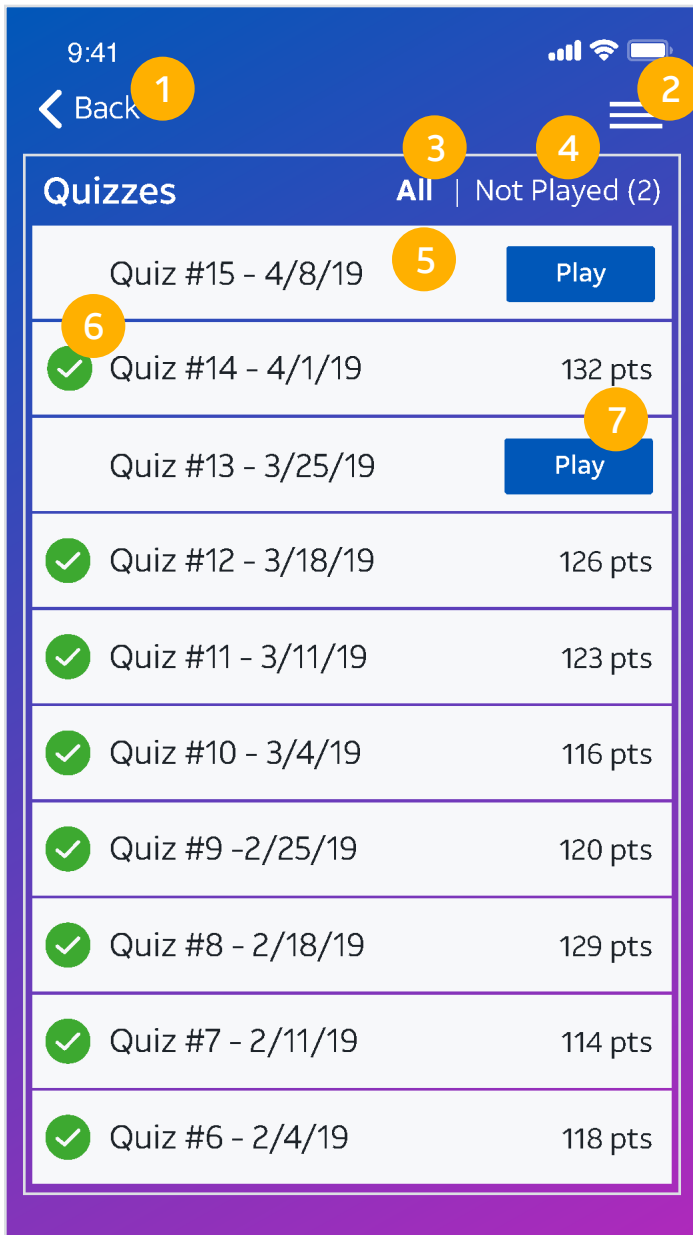 9:41
1
2
Back
3
4
Quizzes All | Not Played (2)
Quiz #15 - 4/8/19 5 Play
6
Quiz #14 - 4/1/19 132 pts
7
Quiz #13 - 3/25/19 Play
Quiz #12 - 3/18/19 126 pts
Quiz #11 - 3/11/19 123 pts
Quiz #10 - 3/4/19 116 pts
Quiz #9 -2/25/19 120 pts
Quiz #8 - 2/18/19 129 pts
Quiz #7 - 2/11/19 114 pts
Quiz #6 - 2/4/19 118 pts